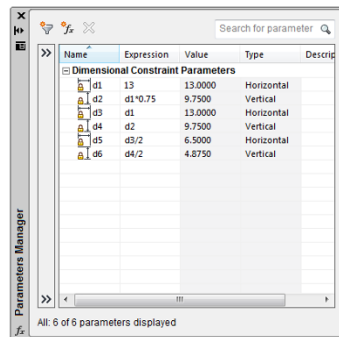 Search for parameter
Name Expression Value Type Descrip
Dimensional Constraint Parameters
d1 13 13.0000 Horizontal
d2 d1*0.75 9.7500 Vertical
d3 d1 13.0000 Horizontal
d4 d2 9.7500 Vertical
d5 d3/2 6.5000 Horizontal
d6 d4/2 4.8750 Vertical
Parameters Manager
All: 6 of 6 parameters displayed